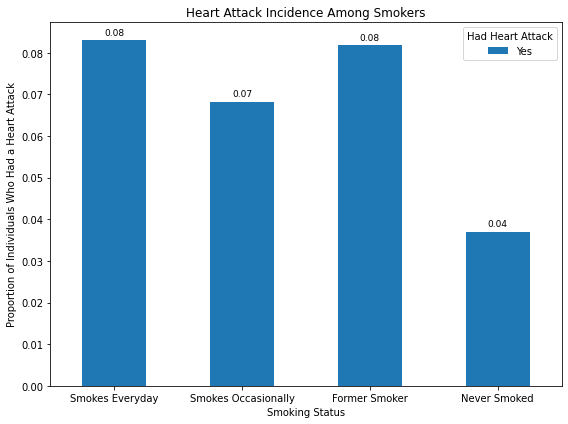 Heart Attack Incidence Among Smokers
Had Heart Attack
Yes
Proportion of Individuals Who Had a Heart Attack
0.08
0.07
0.06
0.05
0.04
0.03
0.02
0.01
0.00
0.08
0.07
0.08
0.04
Smokes Everyday
Smokes Occasionally
Former Smoker
Never Smoked
Smoking Status